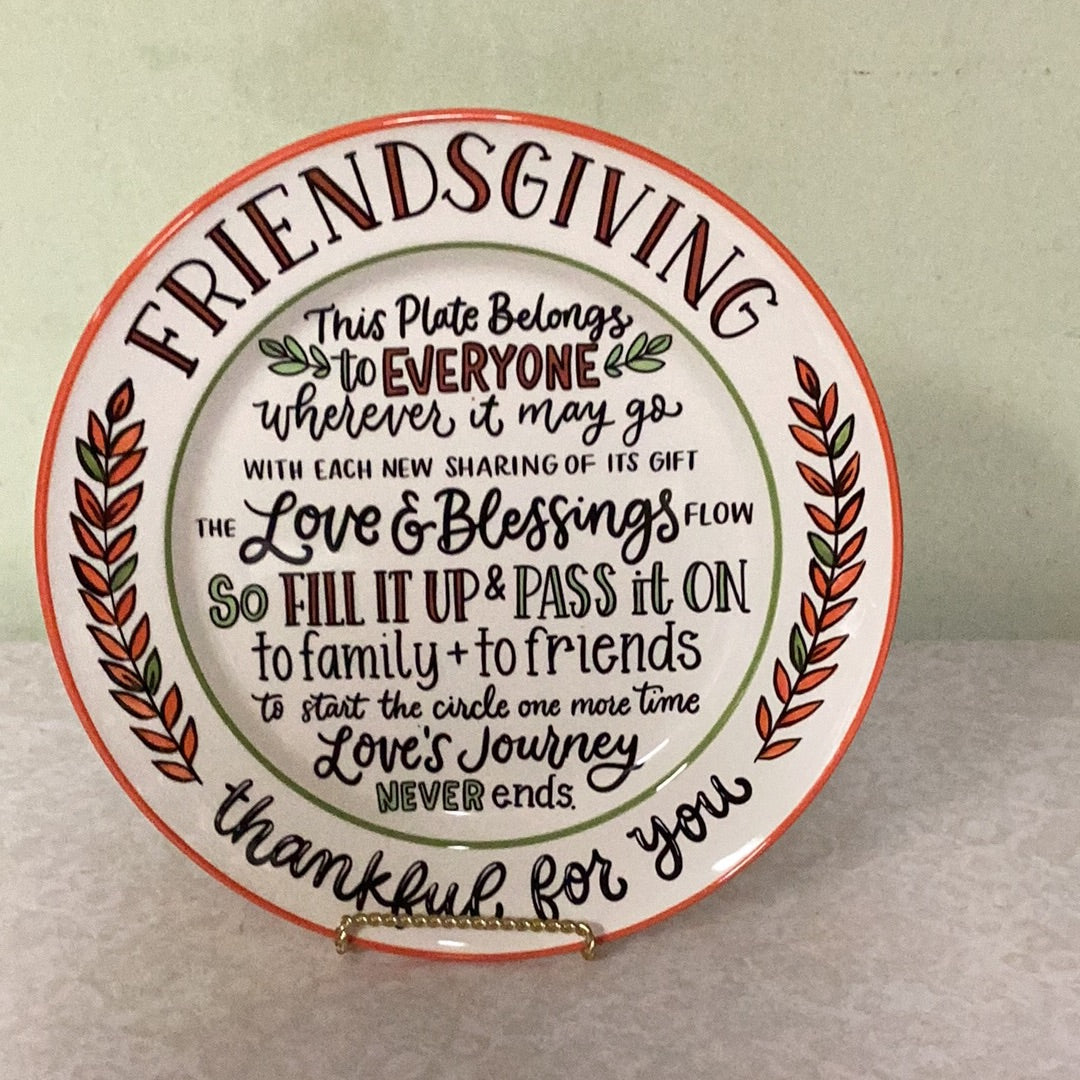 FRIENDSGIVING
This Plate Belongs
to EVERYONE
wherever it may go
WITH EACH NEW SHARING OF ITS GIFT
THE Love & Blessings FLOW
So FILL IT UP & PASS it ON
to family + to friends
to start the circle one more time
Love's Journey
NEVER ends.
thankful for you